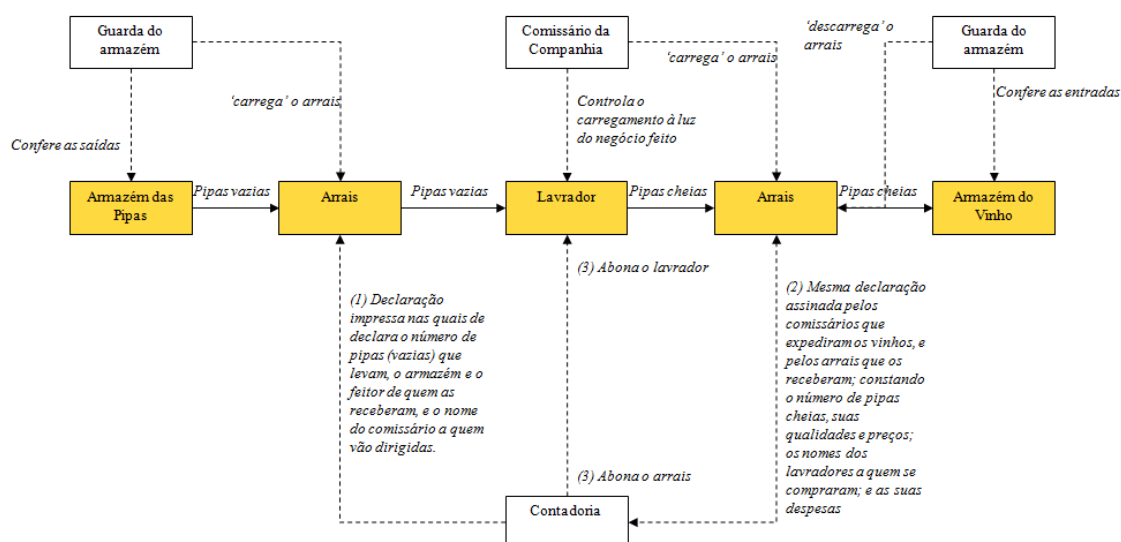 Guarda do
armazém
Comissário da
Companhia
‘descarrega’ o
arrais
Guarda do
armazém
‘carrega’ o arrais
‘carrega’ o arrais
Controla o
carregamento à luz
do negócio feito
Confere as entradas
Confere as saídas
Armazém das
Pipas
Pipas vazias
Arrais
Pipas vazias
Lavrador
Pipas cheias
Arrais
Pipas cheias
Armazém do
Vinho
(3) Abona o lavrador
(1) Declaração
impressa nas quais de
declara o número de
pipas (vazias) que
levam, o armazém e o
feitor de quem as
receberam, e o nome
do comissário a quem
vão dirigidas.
(2) Mesma declaração
assinada pelos
comissários que
expediram os vinhos, e
pelos arrais que os
receberam; constando
o número de pipas
cheias, suas
qualidades e preços;
os nomes dos
lavradores a quem se
compraram; e as suas
despesas
(3) Abona o arrais
Contadoria